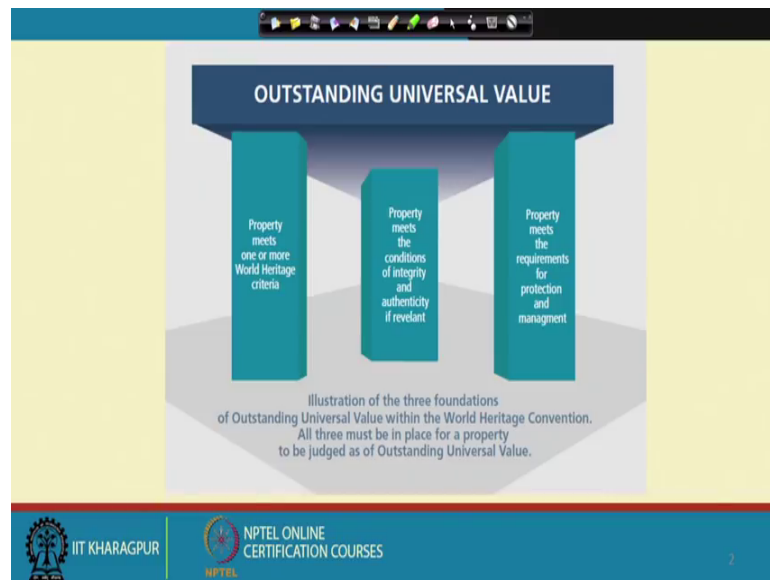 OUTSTANDING UNIVERSAL VALUE
Property
meets
one or more
World Heritage
criteria
Property
meets
the
conditions
of integrity
and
authenticity
if revelant
Property
meets
the
requirements
for
protection
and
managment
Illustration of the three foundations
of Outstanding Universal Value within the World Heritage Convention.
All three must be in place for a property
to be judged as of Outstanding Universal Value.
IIT KHARAGPUR
NPTEL
NPTEL ONLINE
CERTIFICATION COURSES
2